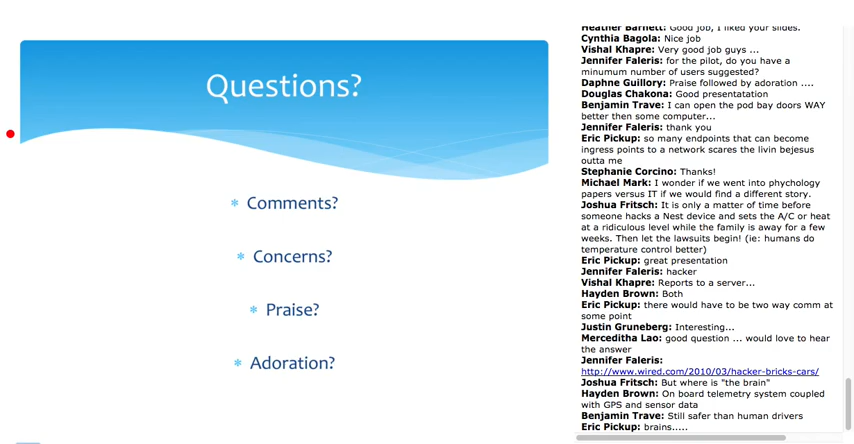 Questions?
* Comments?
* Concerns?
* Praise?
* Adoration?
Heather Barnett: Good job, I liked your slides.
Cynthia Bagola: Nice job
Vishal Khapre: Very good job guys ...
Jennifer Faleris: for the pilot, do you have a
minumum number of users suggested?
Daphne Guillory: Praise followed by adoration ....
Douglas Chakona: Good presentatation
Benjamin Trave: I can open the pod bay doors WAY
better then some computer...
Jennifer Faleris: thank you
Eric Pickup: so many endpoints that can become
ingress points to a network scares the livin bejesus
outta me
Stephanie Corcino: Thanks!
Michael Mark: I wonder if we went into phychology
papers versus IT if we would find a different story.
Joshua Fritsch: It is only a matter of time before
someone hacks a Nest device and sets the A/C or heat
at a ridiculous level while the family is away for a few
weeks. Then let the lawsuits begin! (ie: humans do
temperature control better)
Eric Pickup: great presentation
Jennifer Faleris: hacker
Vishal Khapre: Reports to a server...
Hayden Brown: Both
Eric Pickup: there would have to be two way comm at
some point
Justin Gruneberg: Interesting...
Merceditha Lao: good question ... would love to hear
the answer
Jennifer Faleris:
http://www.wired.com/2010/03/hacker-bricks-cars/
Joshua Fritsch: But where is "the brain"
Hayden Brown: On board telemetry system coupled
with GPS and sensor data
Benjamin Trave: Still safer than human drivers
Eric Pickup: brains.....